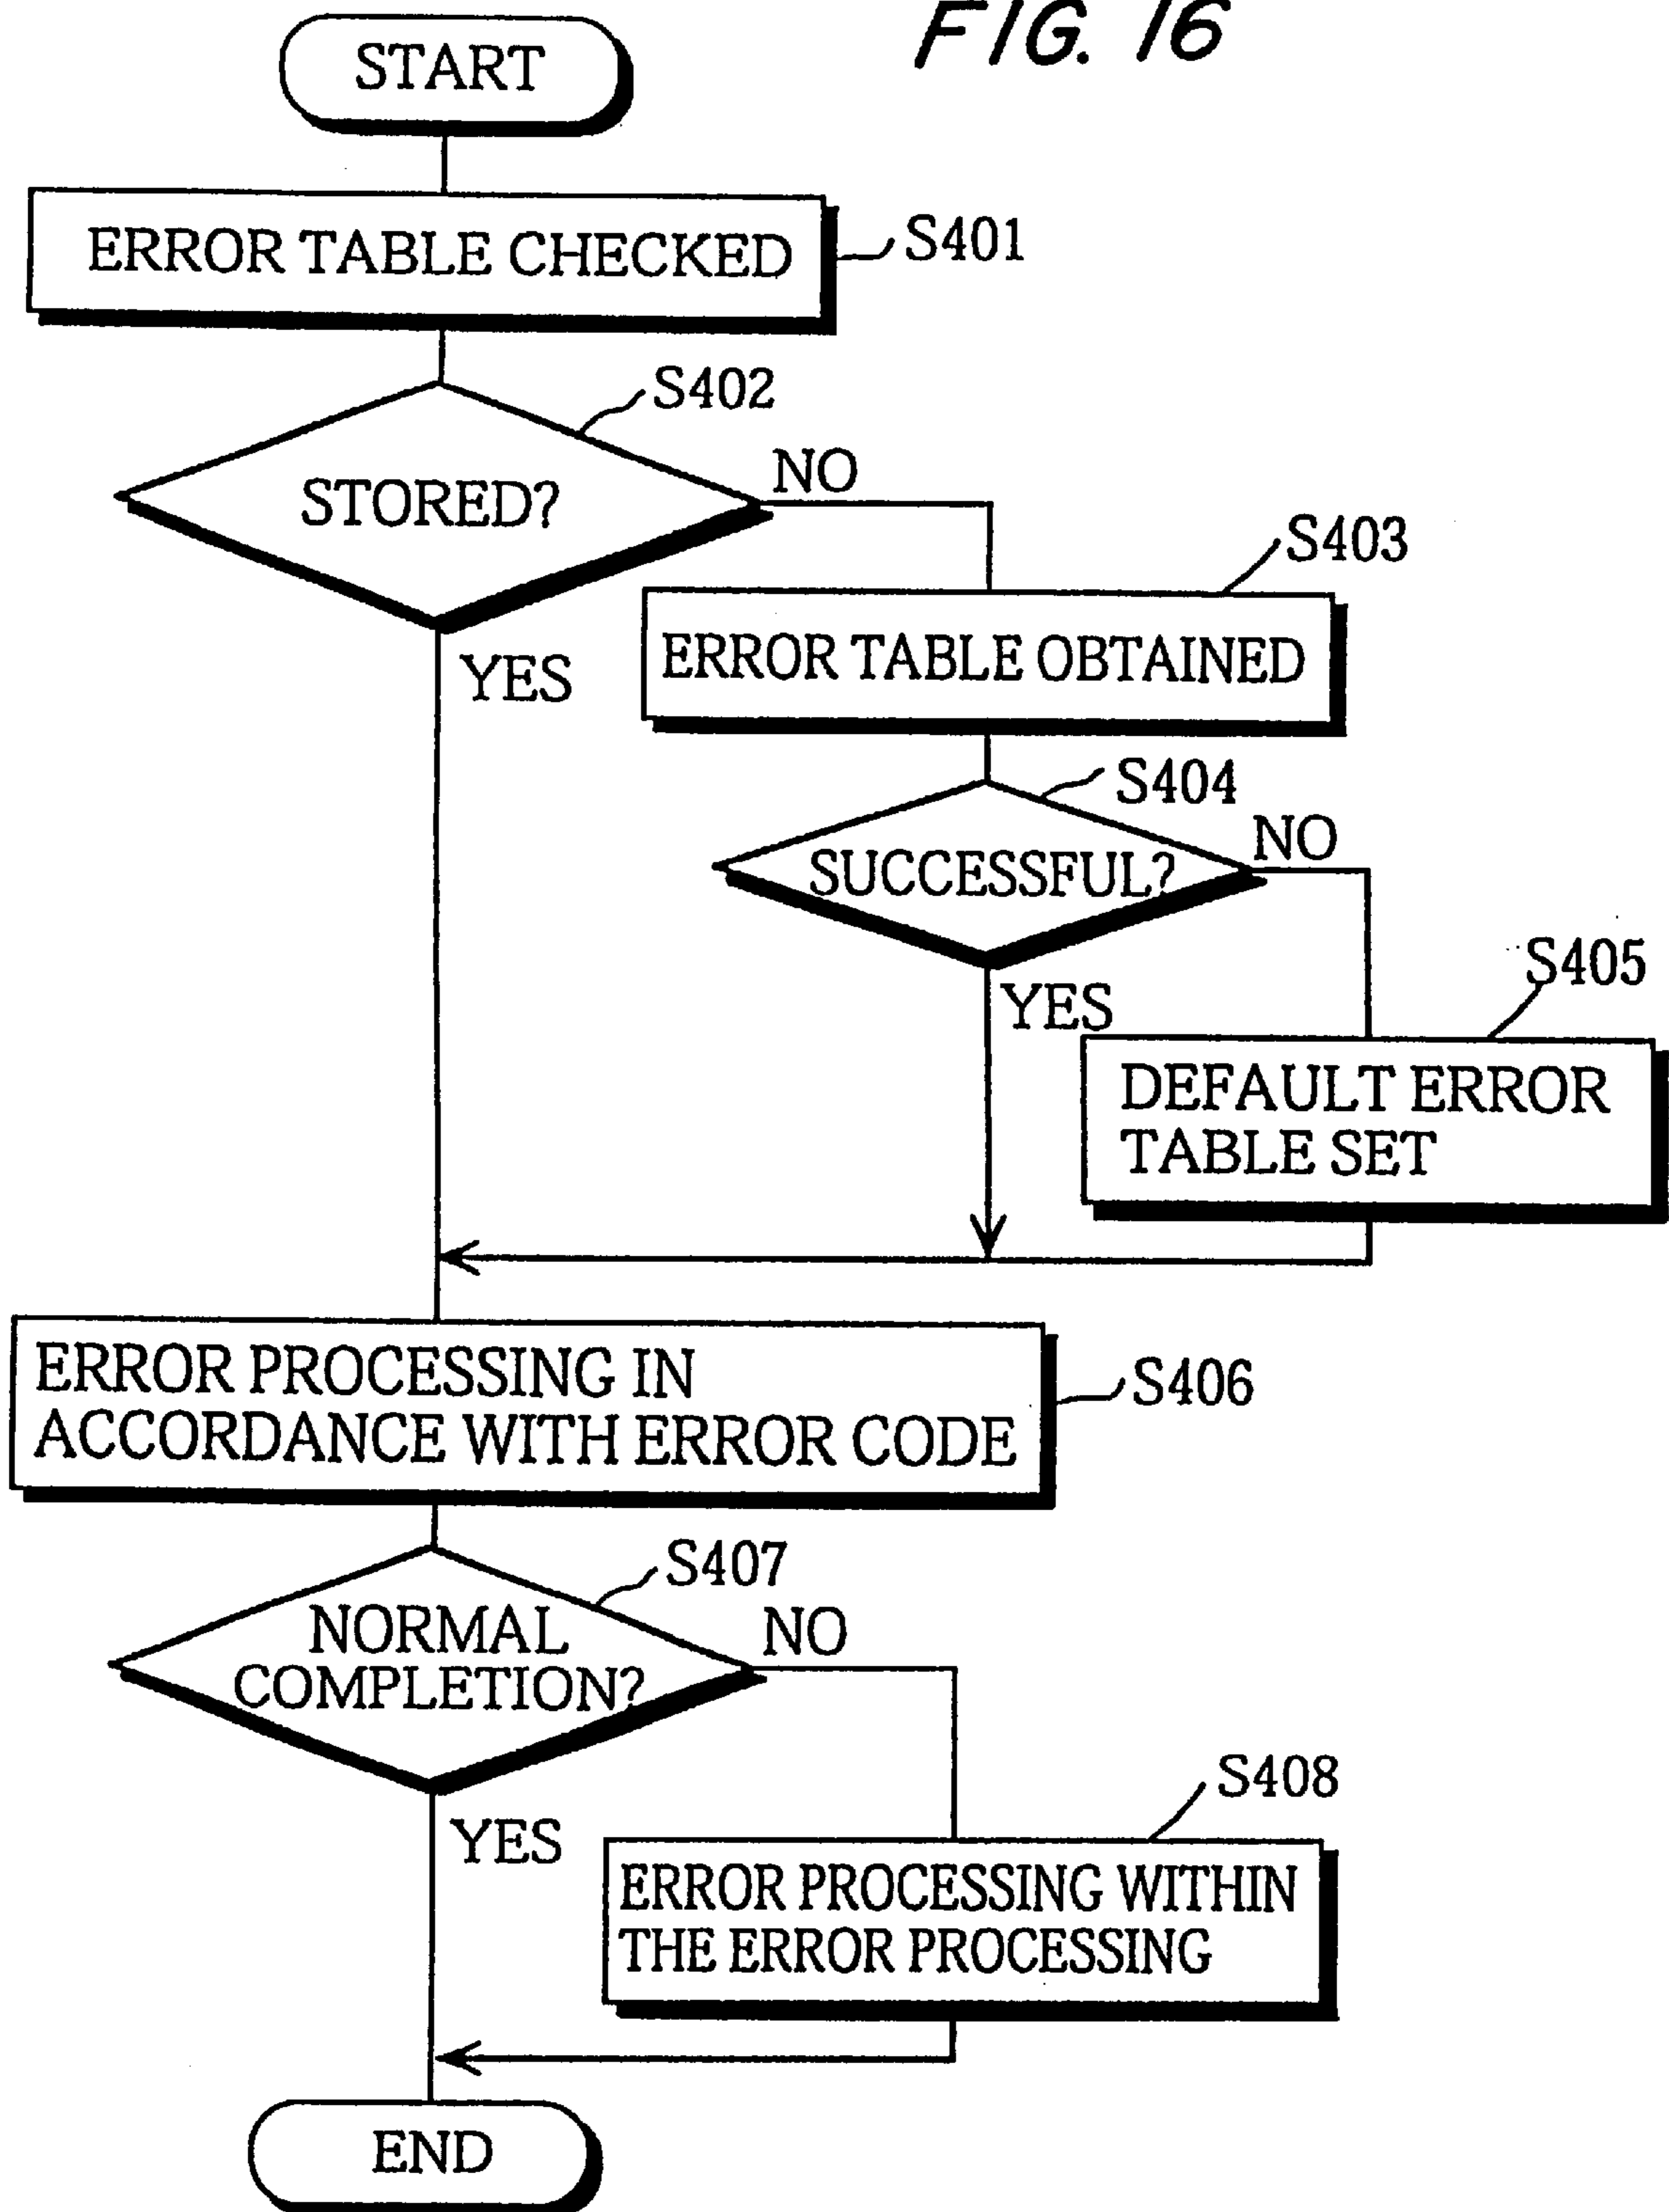 FIG. 16
START
ERROR TABLE CHECKED
S401
S402
STORED?
NO
YES
S403
ERROR TABLE OBTAINED
S404
SUCCESSFUL?
NO
YES
S405
DEFAULT ERROR
TABLE SET
ERROR PROCESSING IN
ACCORDANCE WITH ERROR CODE
S406
S407
NORMAL
COMPLETION?
NO
YES
S408
ERROR PROCESSING WITHIN
THE ERROR PROCESSING
END